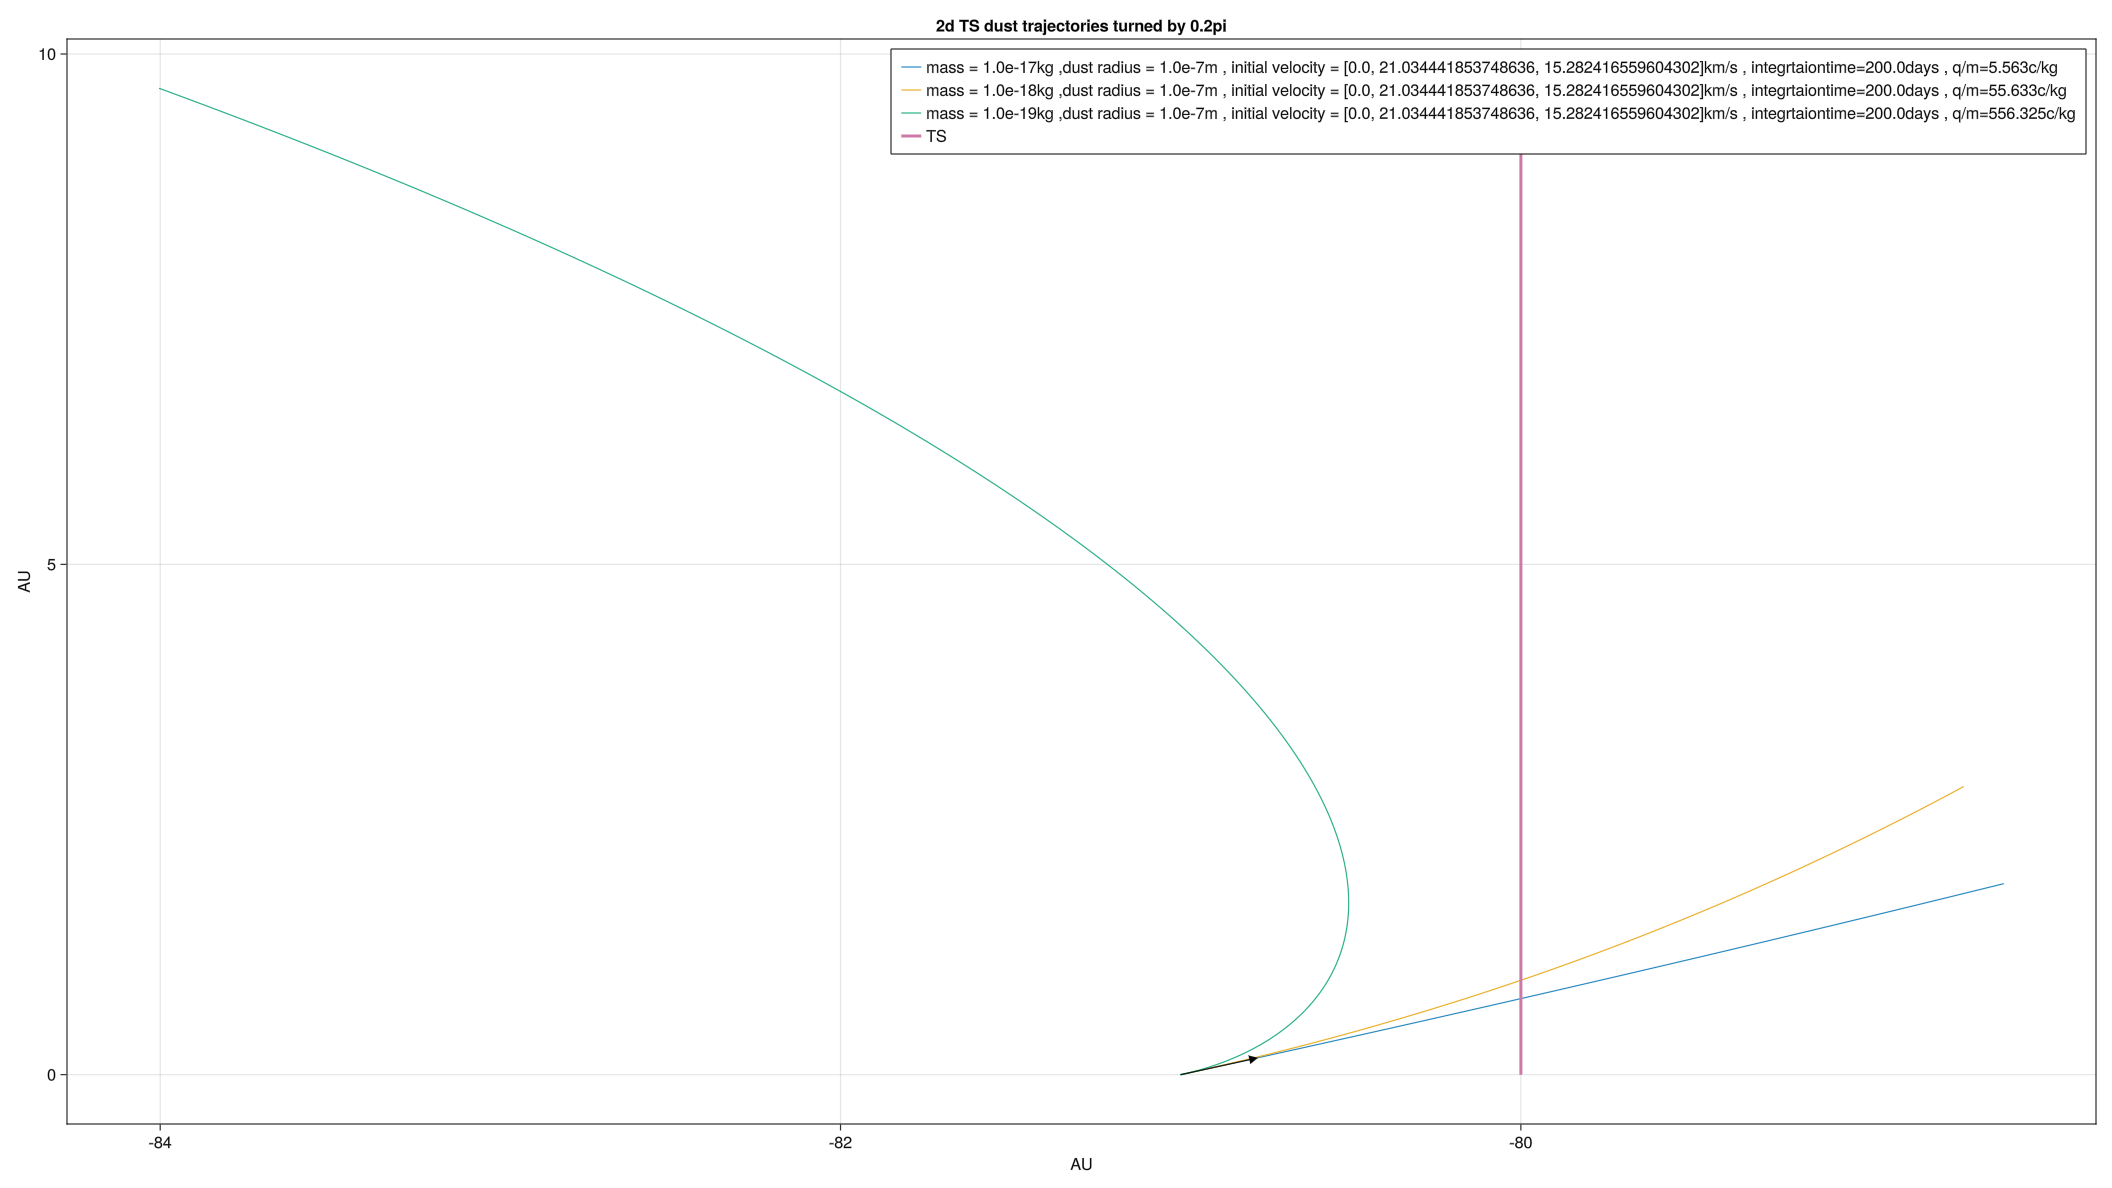 2d TS dust trajectories turned by 0.2pi
mass = 1.0e-17kg ,dust radius = 1.0e-7m , initial velocity = [0.0, 21.034441853748636, 15.282416559604302]km/s , integrtaiontime=200.0days , q/m=5.563c/kg
mass = 1.0e-18kg ,dust radius = 1.0e-7m , initial velocity = [0.0, 21.034441853748636, 15.282416559604302]km/s , integrtaiontime=200.0days , q/m=55.633c/kg
mass = 1.0e-19kg ,dust radius = 1.0e-7m , initial velocity = [0.0, 21.034441853748636, 15.282416559604302]km/s , integrtaiontime=200.0days , q/m=556.325c/kg
TS
10
5
0
AU
-84
-82
-80
AU